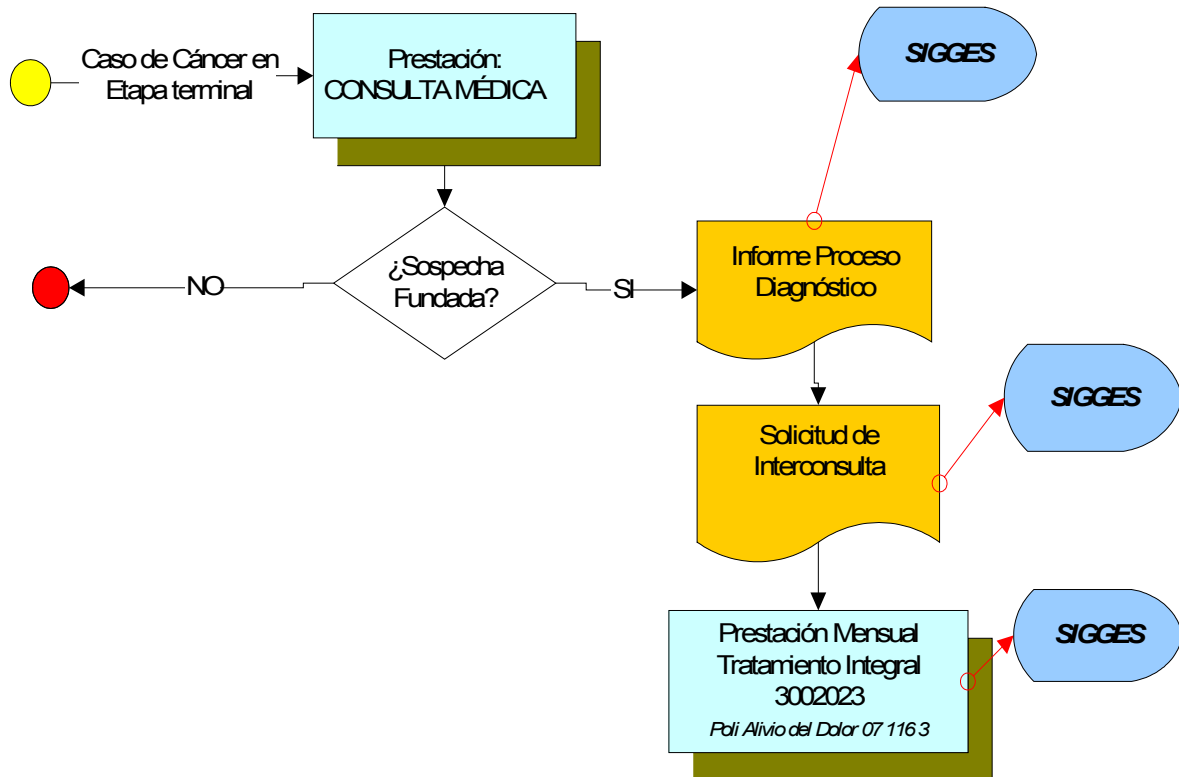 SIGGES
Caso de Cáncer en
Etapa terminal
Prestación:
CONSULTA MÉDICA
¿Sospecha
Fundada?
NO
SI
Informe Proceso
Diagnóstico
SIGGES
Solicitud de
Interconsulta
SIGGES
Prestación Mensual
Tratamiento Integral
3002023
Poli Alivio del Dolor 07 116 3